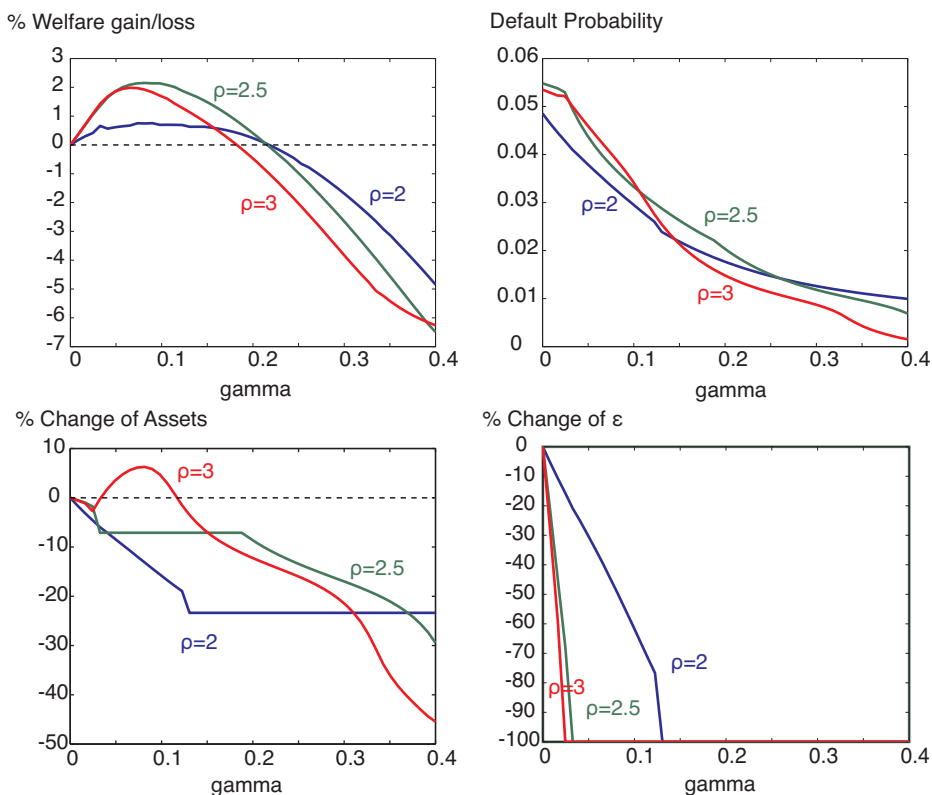 % Welfare gain/loss
3
2
1
0
-1
-2
-3
-4
-5
-6
-7
0
0.1
0.2
0.3
0.4
gamma
ρ=2.5
ρ=2
ρ=3
Default Probability
0.06
0.05
0.04
0.03
0.02
0.01
0
0
0.1
0.2
0.3
0.4
gamma
ρ=2.5
ρ=2
ρ=3
% Change of Assets
10
0
-10
-20
-30
-40
-50
0
0.1
0.2
0.3
0.4
gamma
ρ=3
ρ=2.5
ρ=2
% Change of ε
0
-10
-20
-30
-40
-50
-60
-70
-80
-90
-100
0
0.1
0.2
0.3
0.4
gamma
ρ=2
ρ=3
ρ=2.5